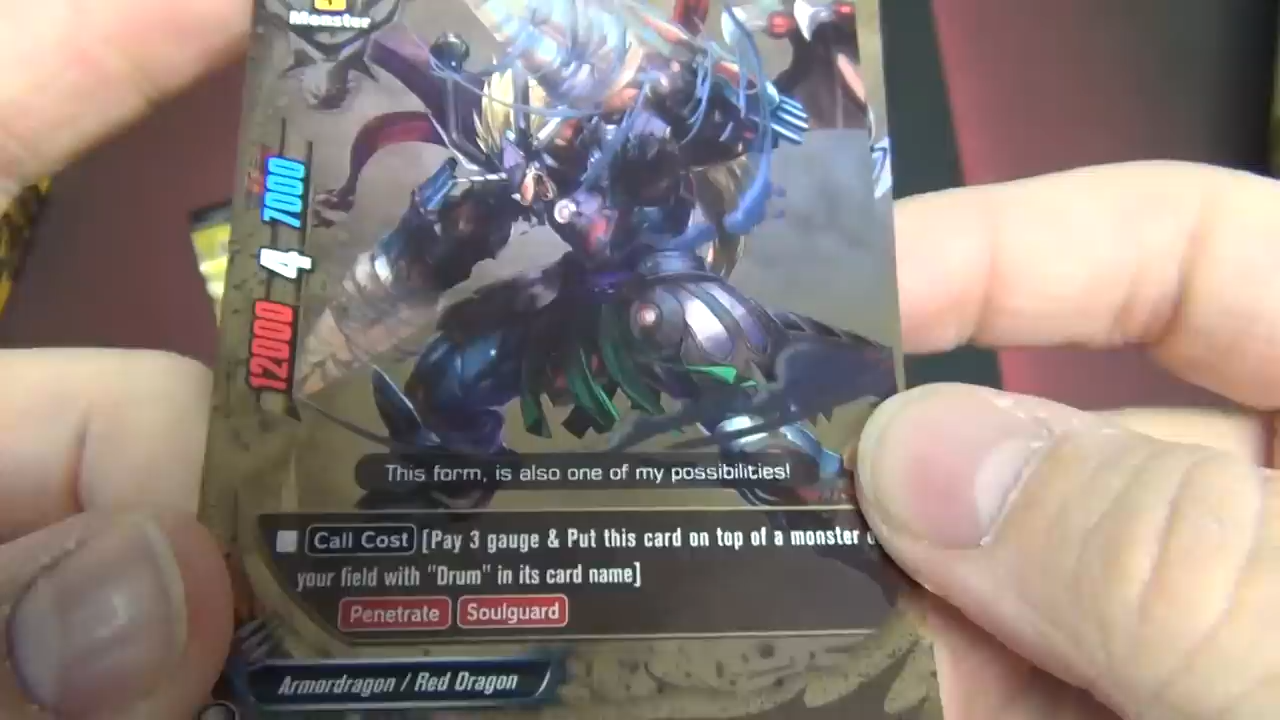 Monster
7000
4
12000
This form, is also one of my possibilities!
Call Cost [Pay 3 gauge & Put this card on top of a monster
your field with "Drum" in its card name]
Penetrate Soulguard
Armordragon / Red Dragon